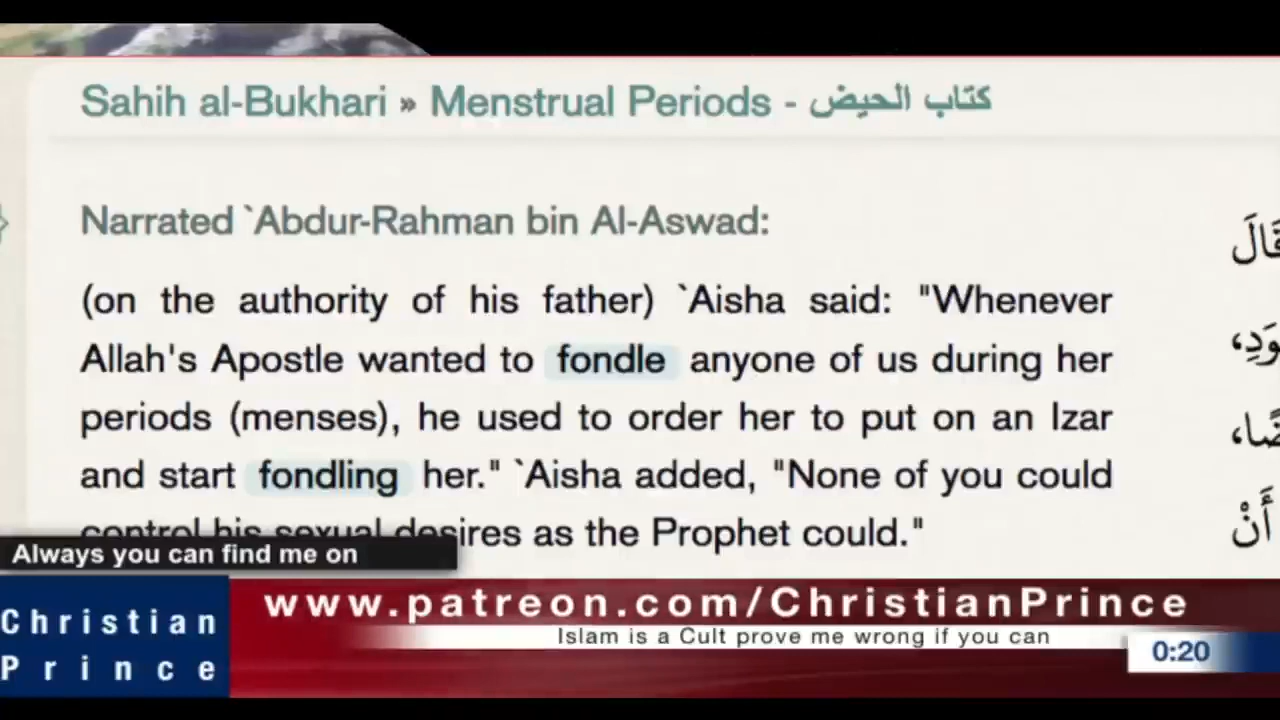 Sahih al-Bukhari » Menstrual Periods - كتاب الحيض
Narrated `Abdur-Rahman bin Al-Aswad:
(on the authority of his father) `Aisha said: "Whenever
Allah's Apostle wanted to fondle anyone of us during her
periods (menses), he used to order her to put on an Izar
and start fondling her." `Aisha added, "None of you could
control his sexual desires as the Prophet could."
قَالَ
أَنْ
Always you can find me on
Christian
Prince
www.patreon.com/ChristianPrince
Islam is a Cult prove me wrong if you can
0:20